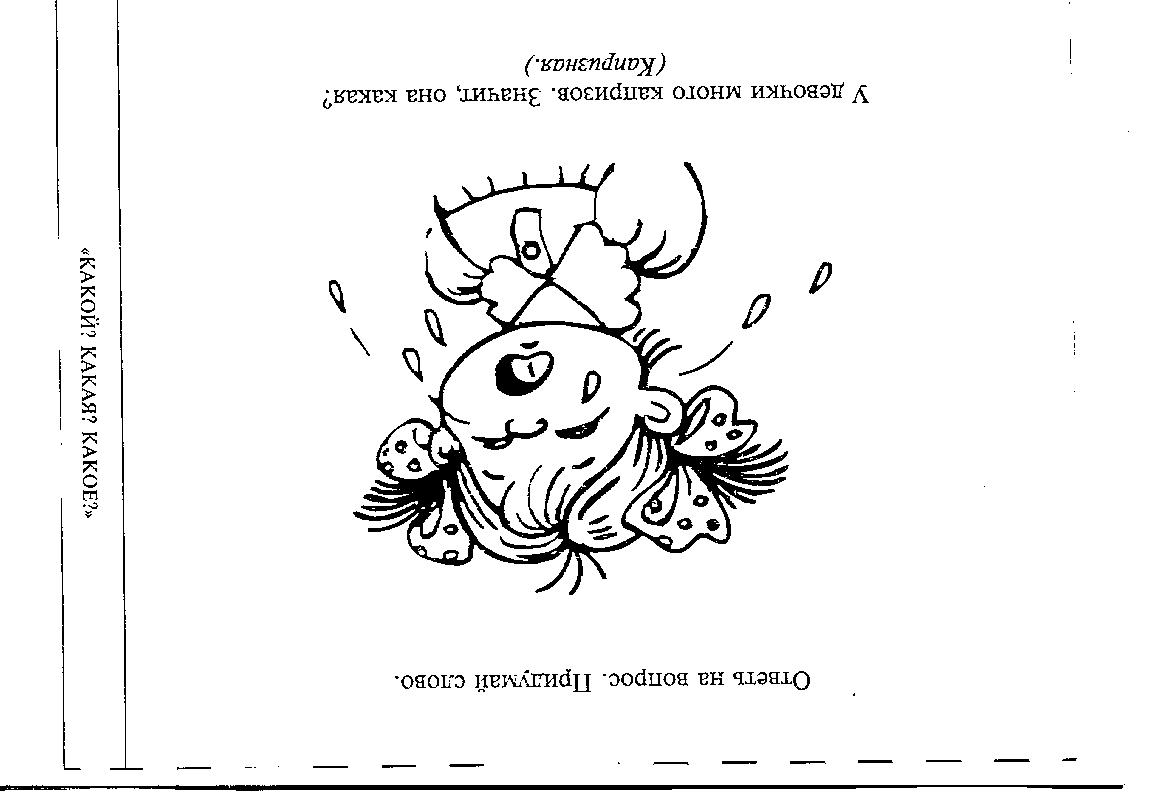 Ответь на вопрос. Придумай слово.
У девочки много капризов. Значит, она какая?
(Капризная.)
«КАКОЙ? КАКАЯ? КАКОЕ?»